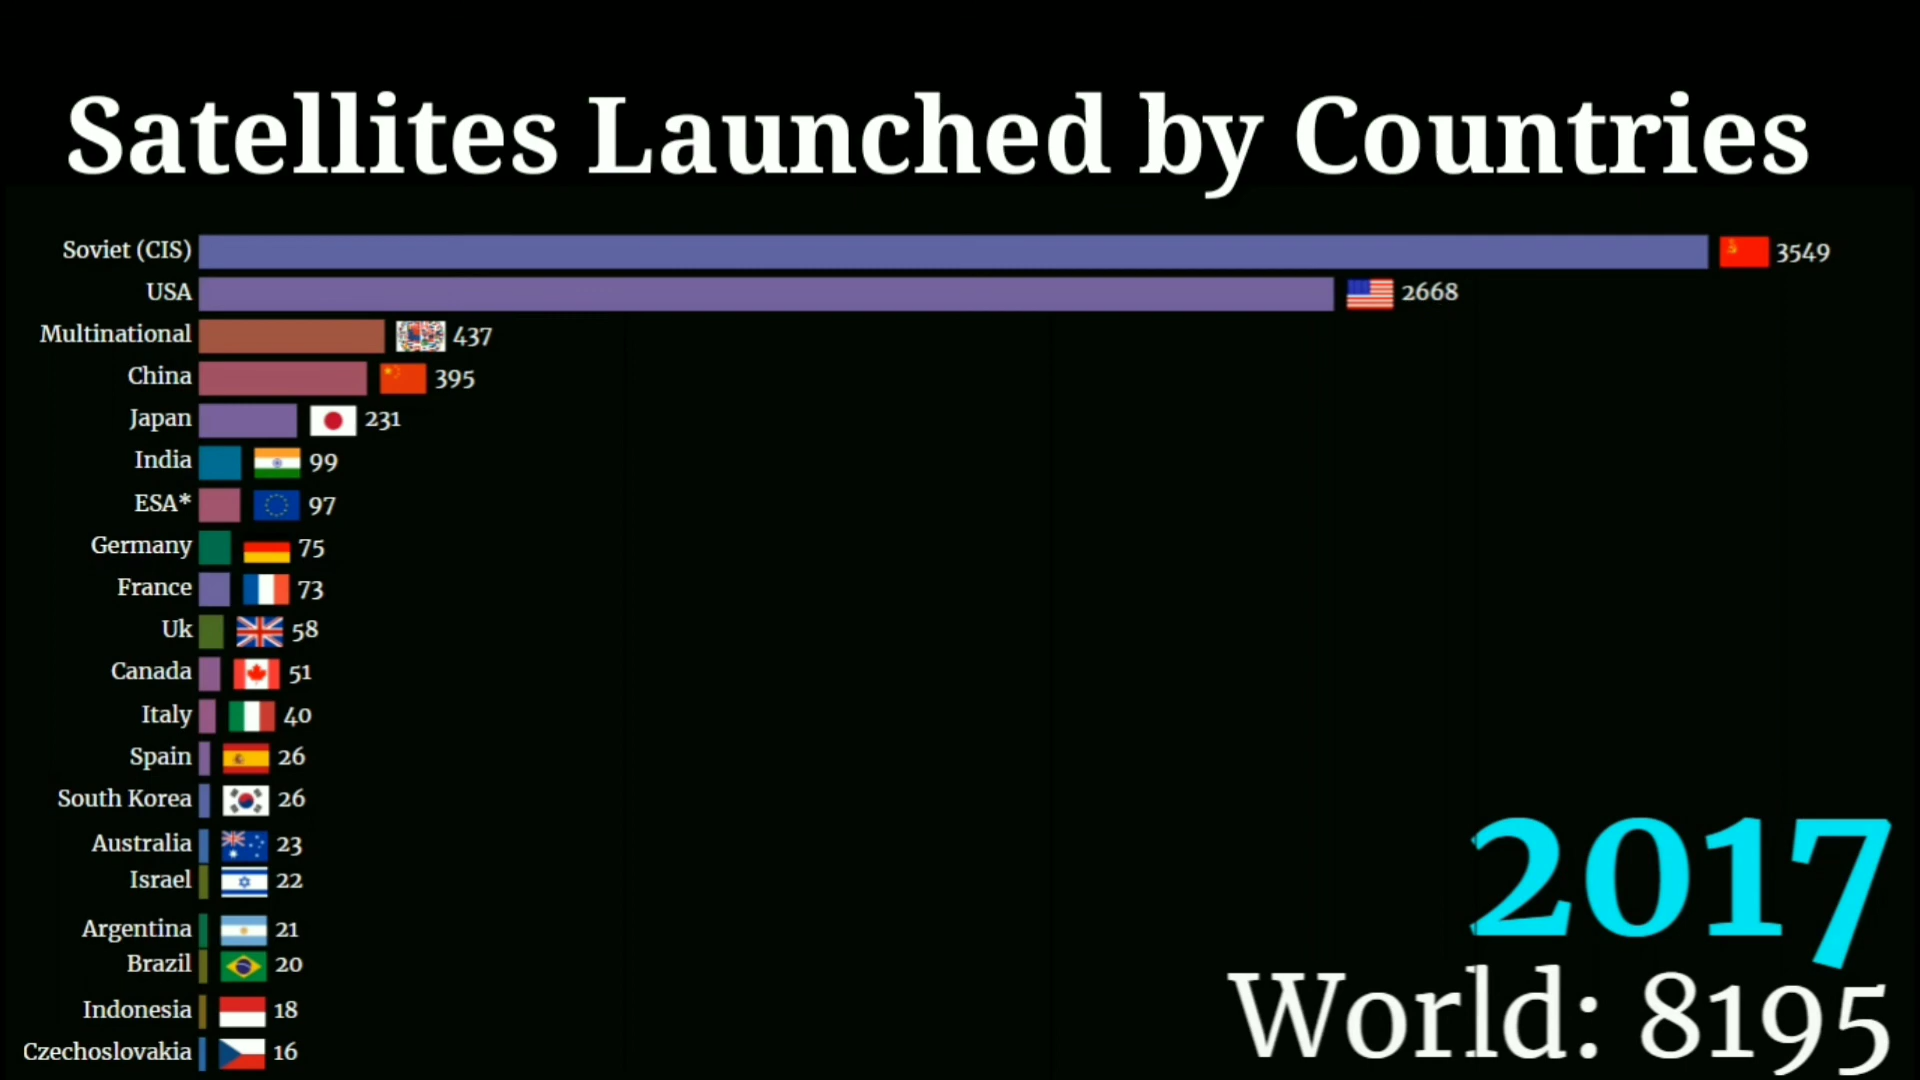 Satellites Launched by Countries
Soviet (CIS) 3549
USA 2668
Multinational 437
China 395
Japan 231
India 99
ESA* 97
Germany 75
France 73
Uk 58
Canada 51
Italy 40
Spain 26
South Korea 26
Australia 23
Israel 22
Argentina 21
Brazil 20
Indonesia 18
Czechoslovakia 16
2017
World: 8195